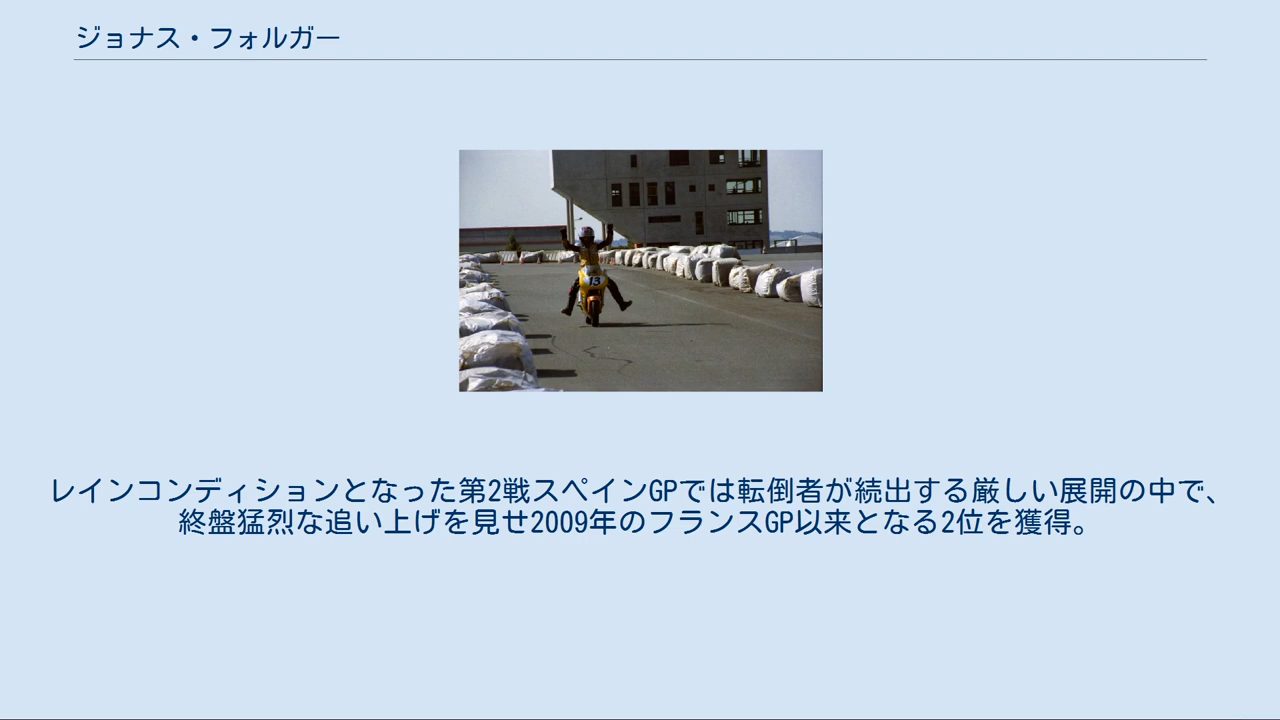 ジョナス・フォルガー
13
レインコンディションとなった第2戦スペインGPでは転倒者が続出する厳しい展開の中で、
終盤猛烈な追い上げを見せ2009年のフランスGP以来となる2位を獲得。